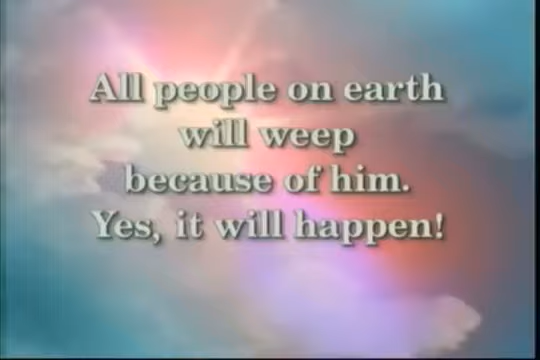 All people on earth
will weep
because of him.
Yes, it will happen!